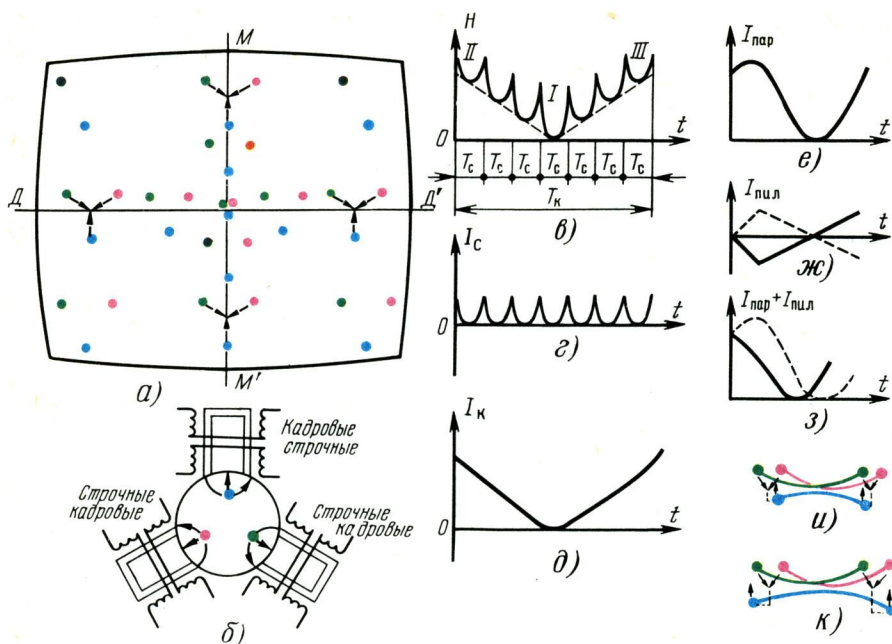 М
Д
Д'
М'
а)
Кадровые
строчные
Строчные
кадровые
Строчные
кадровые
б)
H
II
I
III
0
t
Tс Tс Tс Tс Tс Tс Tс
Tк
в)
Iс
0
t
г)
Iк
0
t
д)
Iпар
t
е)
Iпил
t
ж)
Iпар+Iпил
t
з)
и)
к)